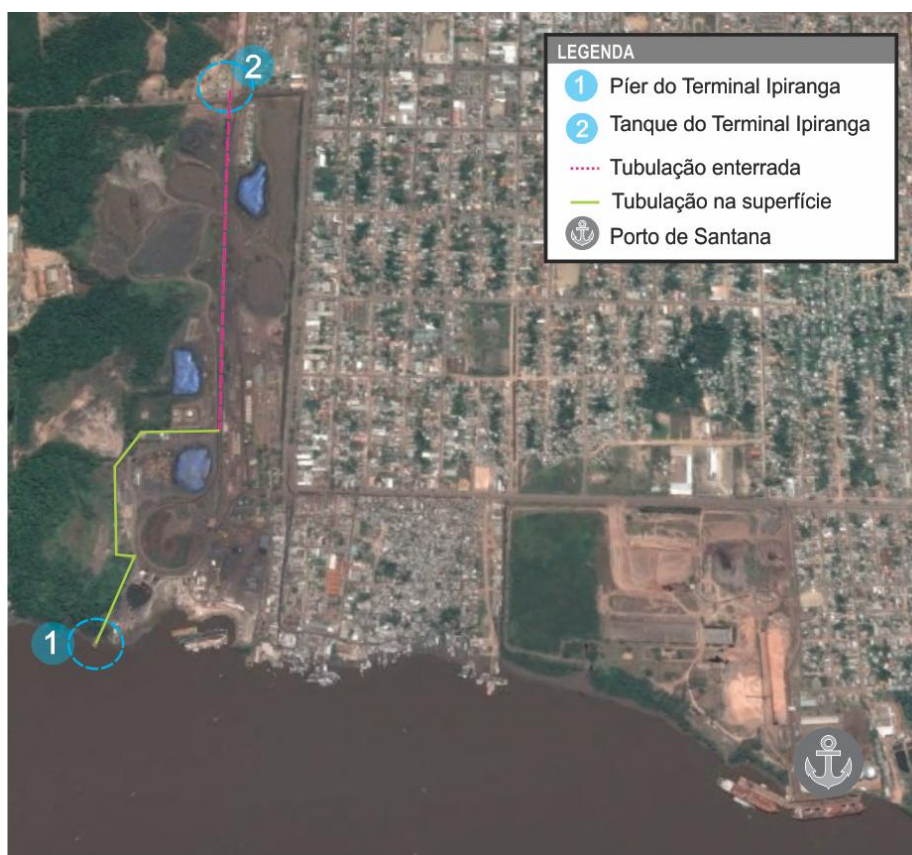 2
LEGENDA
1 Píer do Terminal Ipiranga
2 Tanque do Terminal Ipiranga
Tubulação enterrada
Tubulação na superfície
Porto de Santana
1